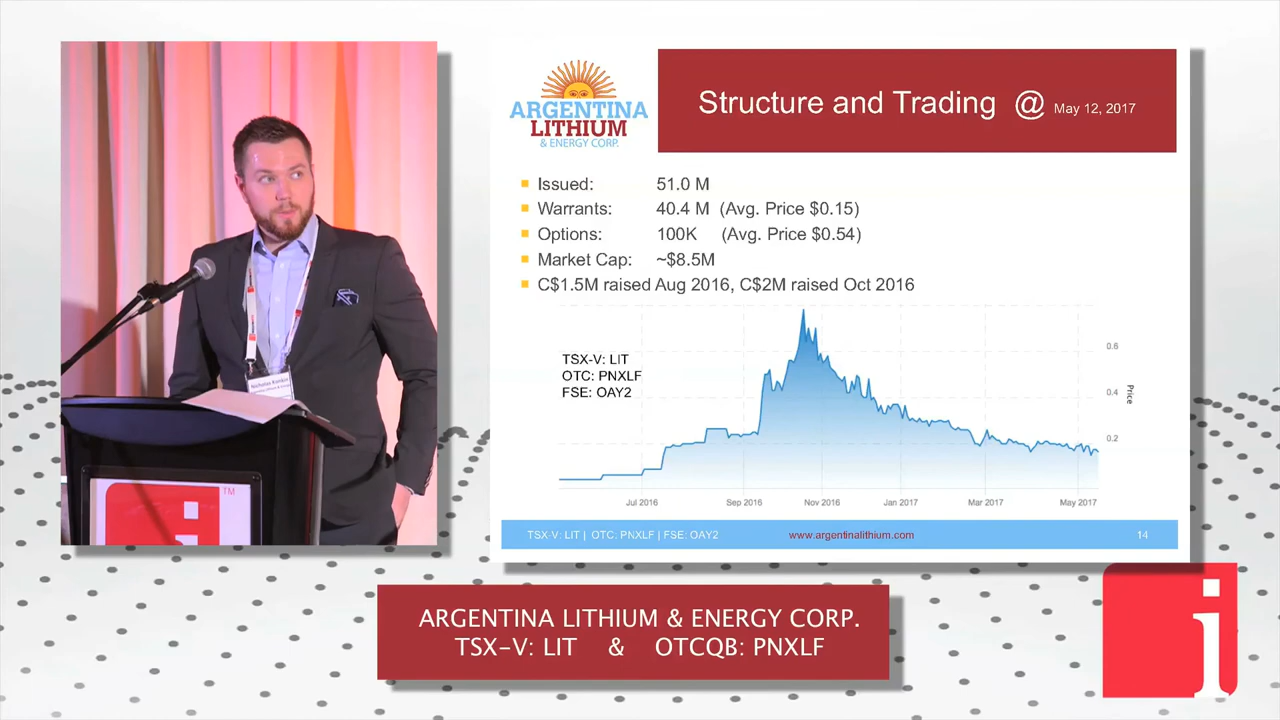 ARGENTINA
LITHIUM
& ENERGY CORP.
Structure and Trading @ May 12, 2017
Issued: 51.0 M
Warrants: 40.4 M (Avg. Price $0.15)
Options: 100K (Avg. Price $0.54)
Market Cap: ~$8.5M
C$1.5M raised Aug 2016, C$2M raised Oct 2016
TSX-V: LIT
OTC: PNXLF
FSE: OAY2
0.6
0.4
0.2
Price
Jul 2016 Sep 2016 Nov 2016 Jan 2017 Mar 2017 May 2017
TSX-V: LIT | OTC: PNXLF | FSE: OAY2 www.argentinalithium.com 14
TM
i
ARGENTINA LITHIUM & ENERGY CORP.
TSX-V: LIT & OTCQB: PNXLF
i